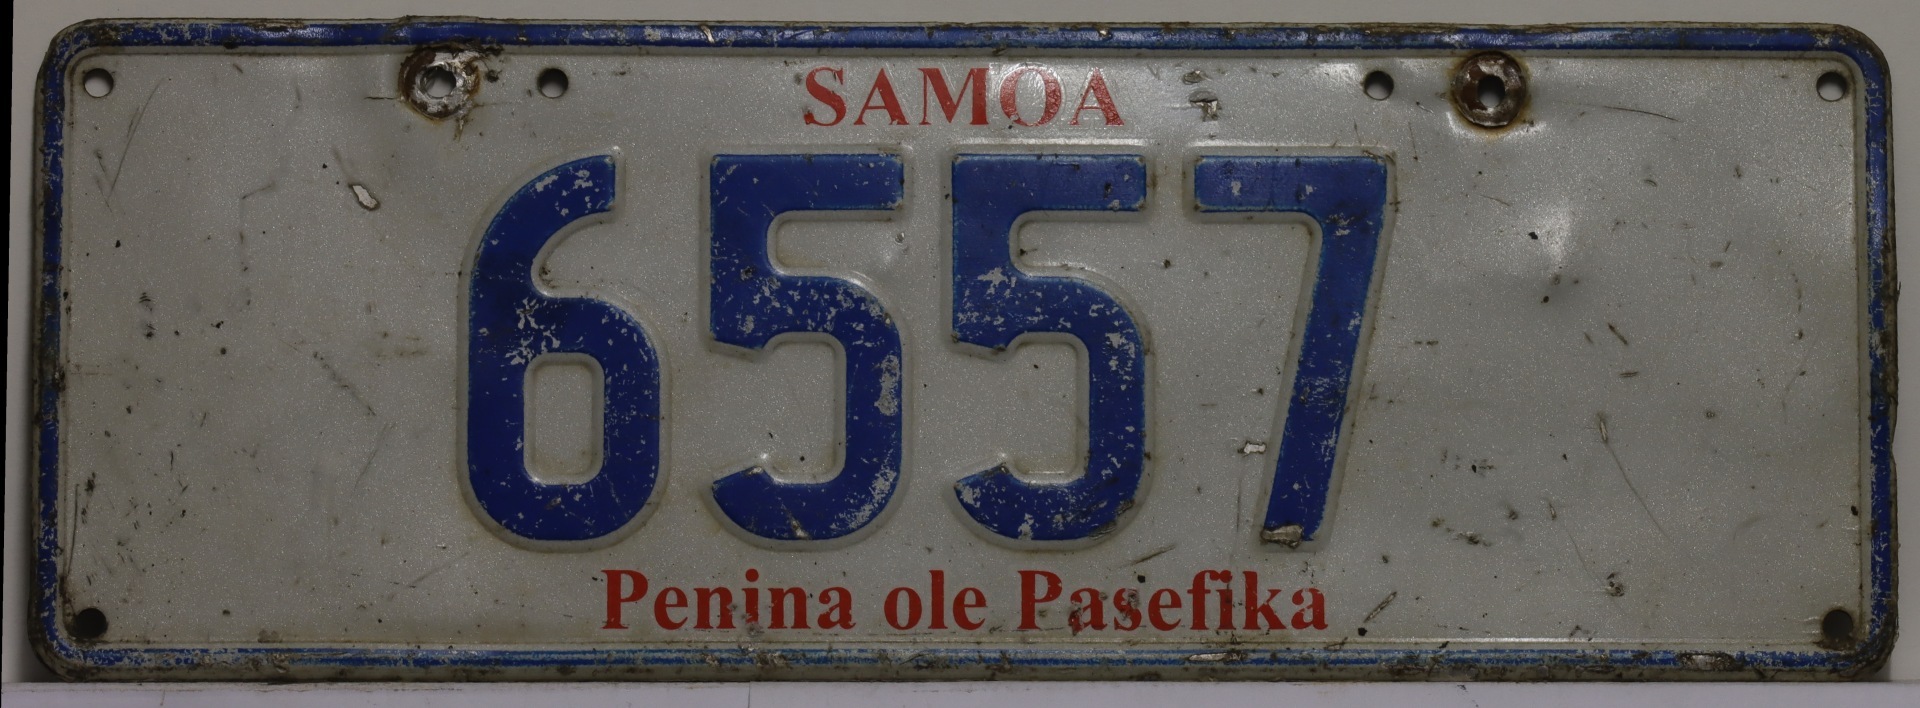 SAMOA
6557
Penina ole Pasefika